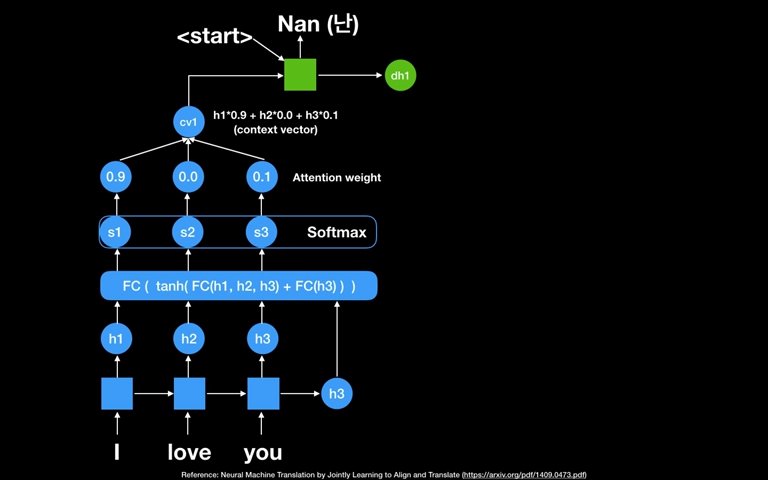 Nan (난)
<start>
dh1
cv1
h1*0.9 + h2*0.0 + h3*0.1
(context vector)
0.9 0.0 0.1 Attention weight
s1 s2 s3 Softmax
FC ( tanh( FC(h1, h2, h3) + FC(h3) ) )
h1 h2 h3
h3
I love you
Reference: Neural Machine Translation by Jointly Learning to Align and Translate (https://arxiv.org/pdf/1409.0473.pdf)